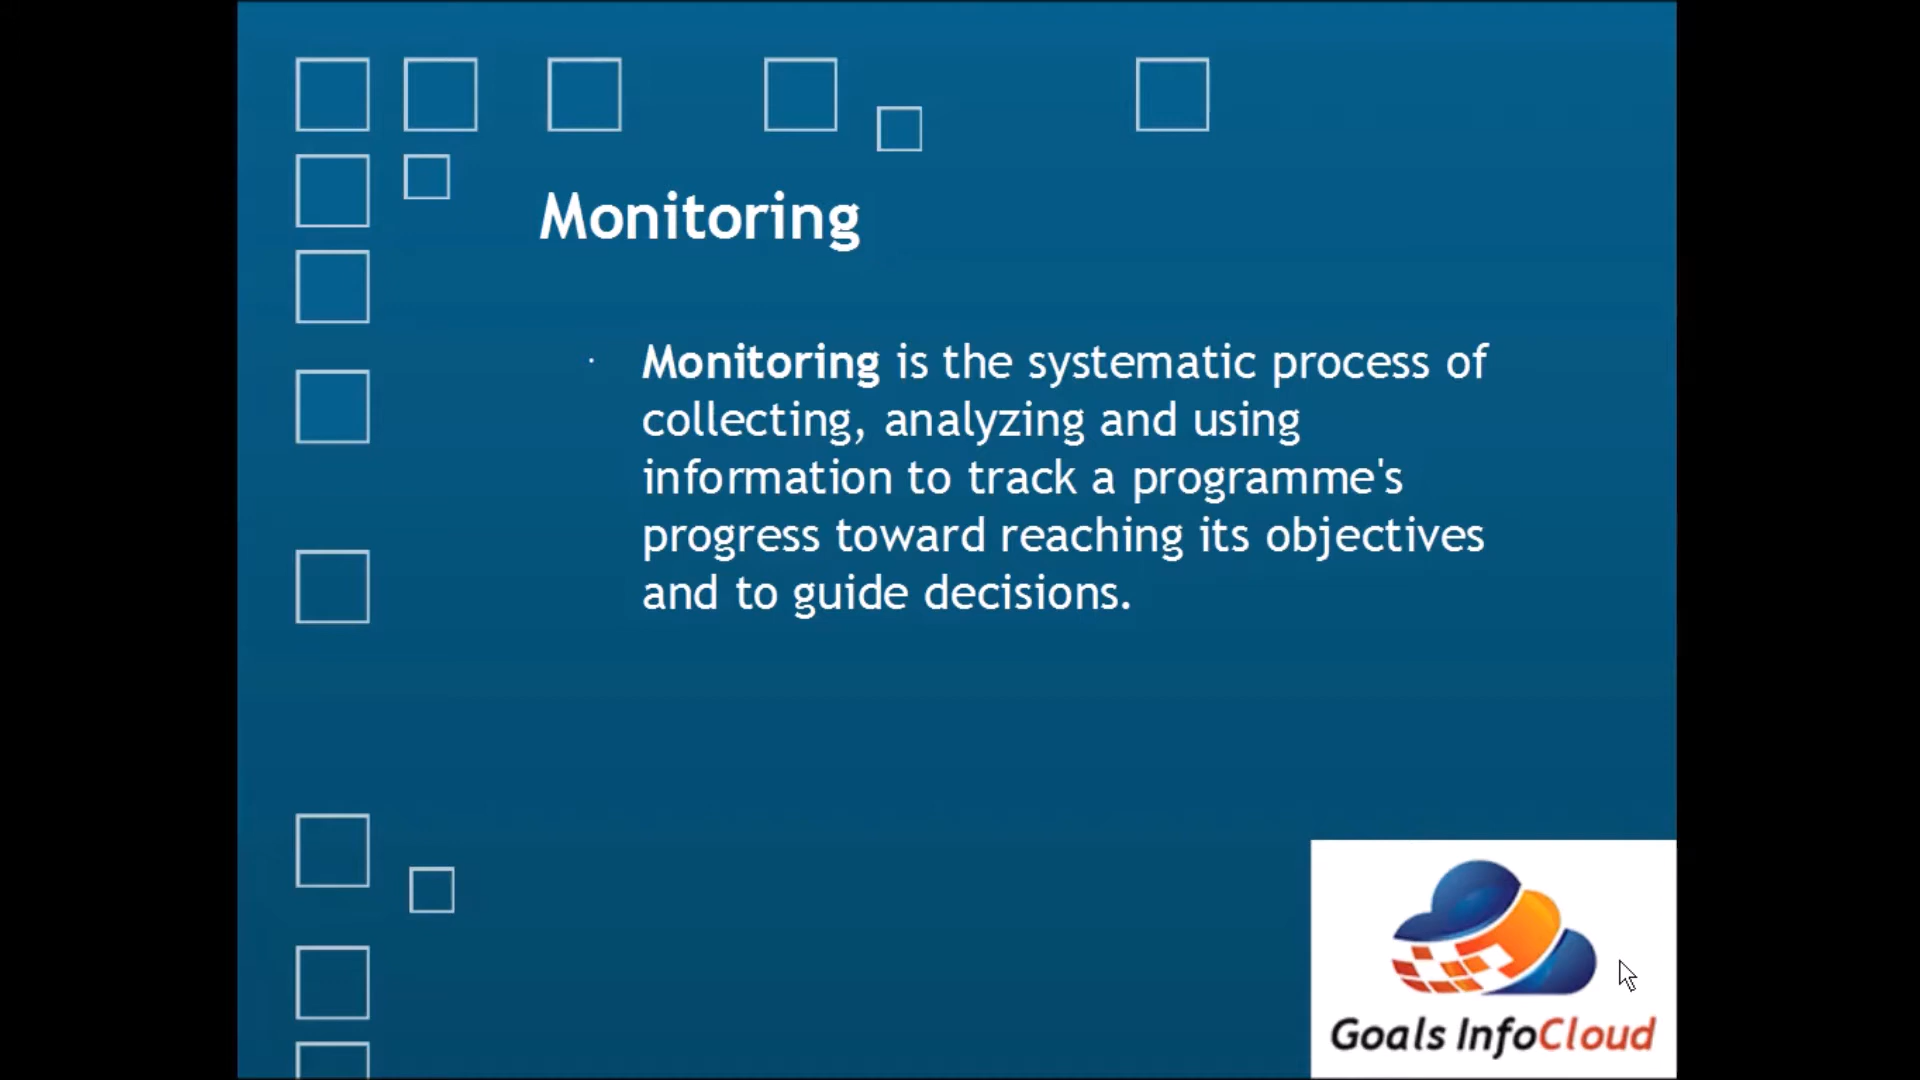 Monitoring
· Monitoring is the systematic process of
collecting, analyzing and using
information to track a programme's
progress toward reaching its objectives
and to guide decisions.
Goals InfoCloud